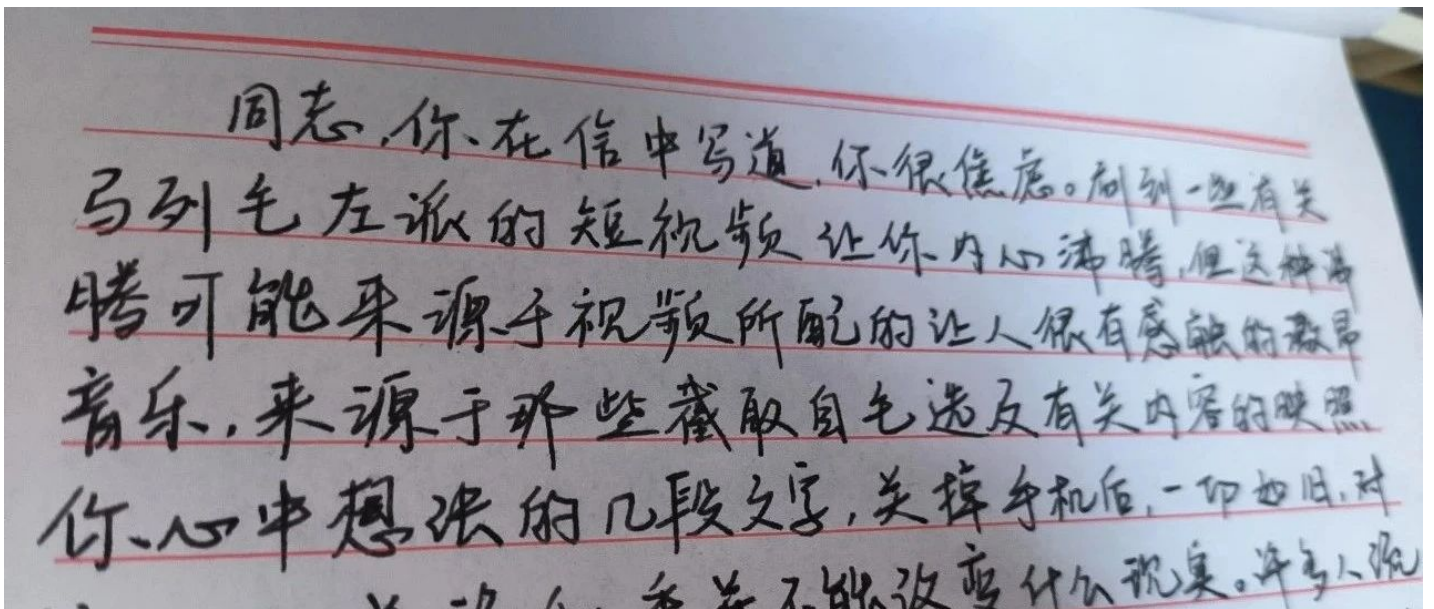 同志，你在信中写道，你很焦虑。刷到一些有关
马列毛左派的短视频让你内心沸腾，但这种沸
腾可能来源于视频所配的让人很有感触的激昂
音乐，来源于那些截取自毛选及有关内容的映照
你心中想法的几段文字，关掉手机后，一切如旧，对
不能改变什么现实。许多人沉